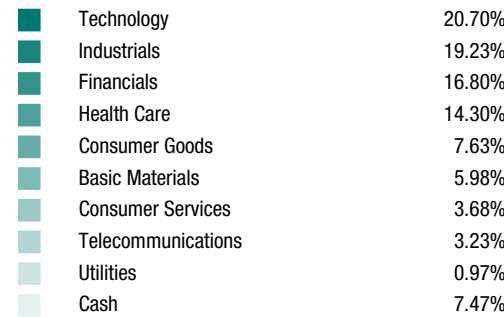 Technology 20.70%
Industrials 19.23%
Financials 16.80%
Health Care 14.30%
Consumer Goods 7.63%
Basic Materials 5.98%
Consumer Services 3.68%
Telecommunications 3.23%
Utilities 0.97%
Cash 7.47%